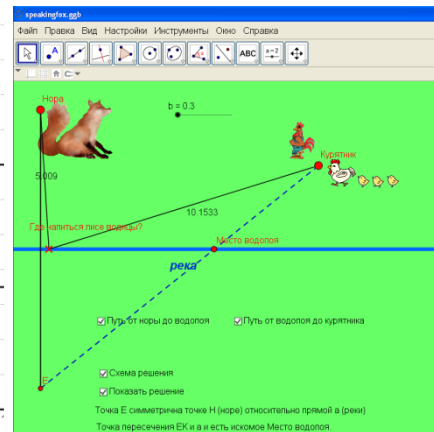 speakingfox.ggb
Файл Правка Вид Настройки Инструменты Окно Справка
A ABC a=2
Нора
b = 0.3
Курятник
5.009
10.1533
Где напиться лисе водицы?
Место водопоя
река
Путь от норы до водопоя Путь от водопоя до курятника
E
Схема решения
Показать решение
Точка Е симметрична точке Н (норе) относительно прямой а (реки)
Точка пересечения ЕК и а и есть искомое Место водопоя.